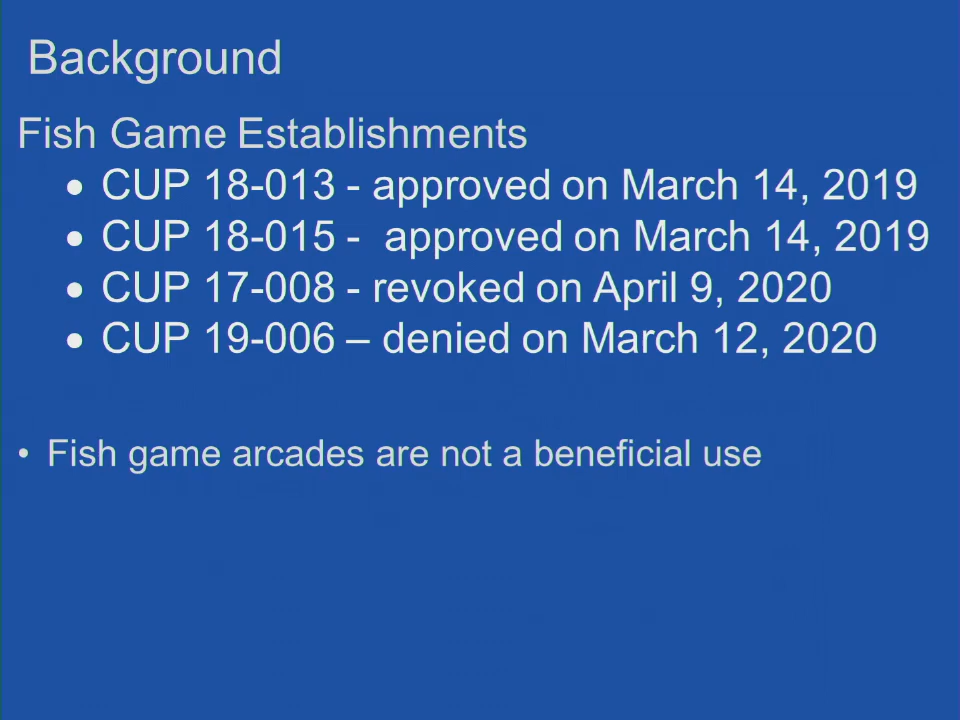 Background
Fish Game Establishments
• CUP 18-013 - approved on March 14, 2019
• CUP 18-015 -  approved on March 14, 2019
• CUP 17-008 - revoked on April 9, 2020
• CUP 19-006 – denied on March 12, 2020
• Fish game arcades are not a beneficial use